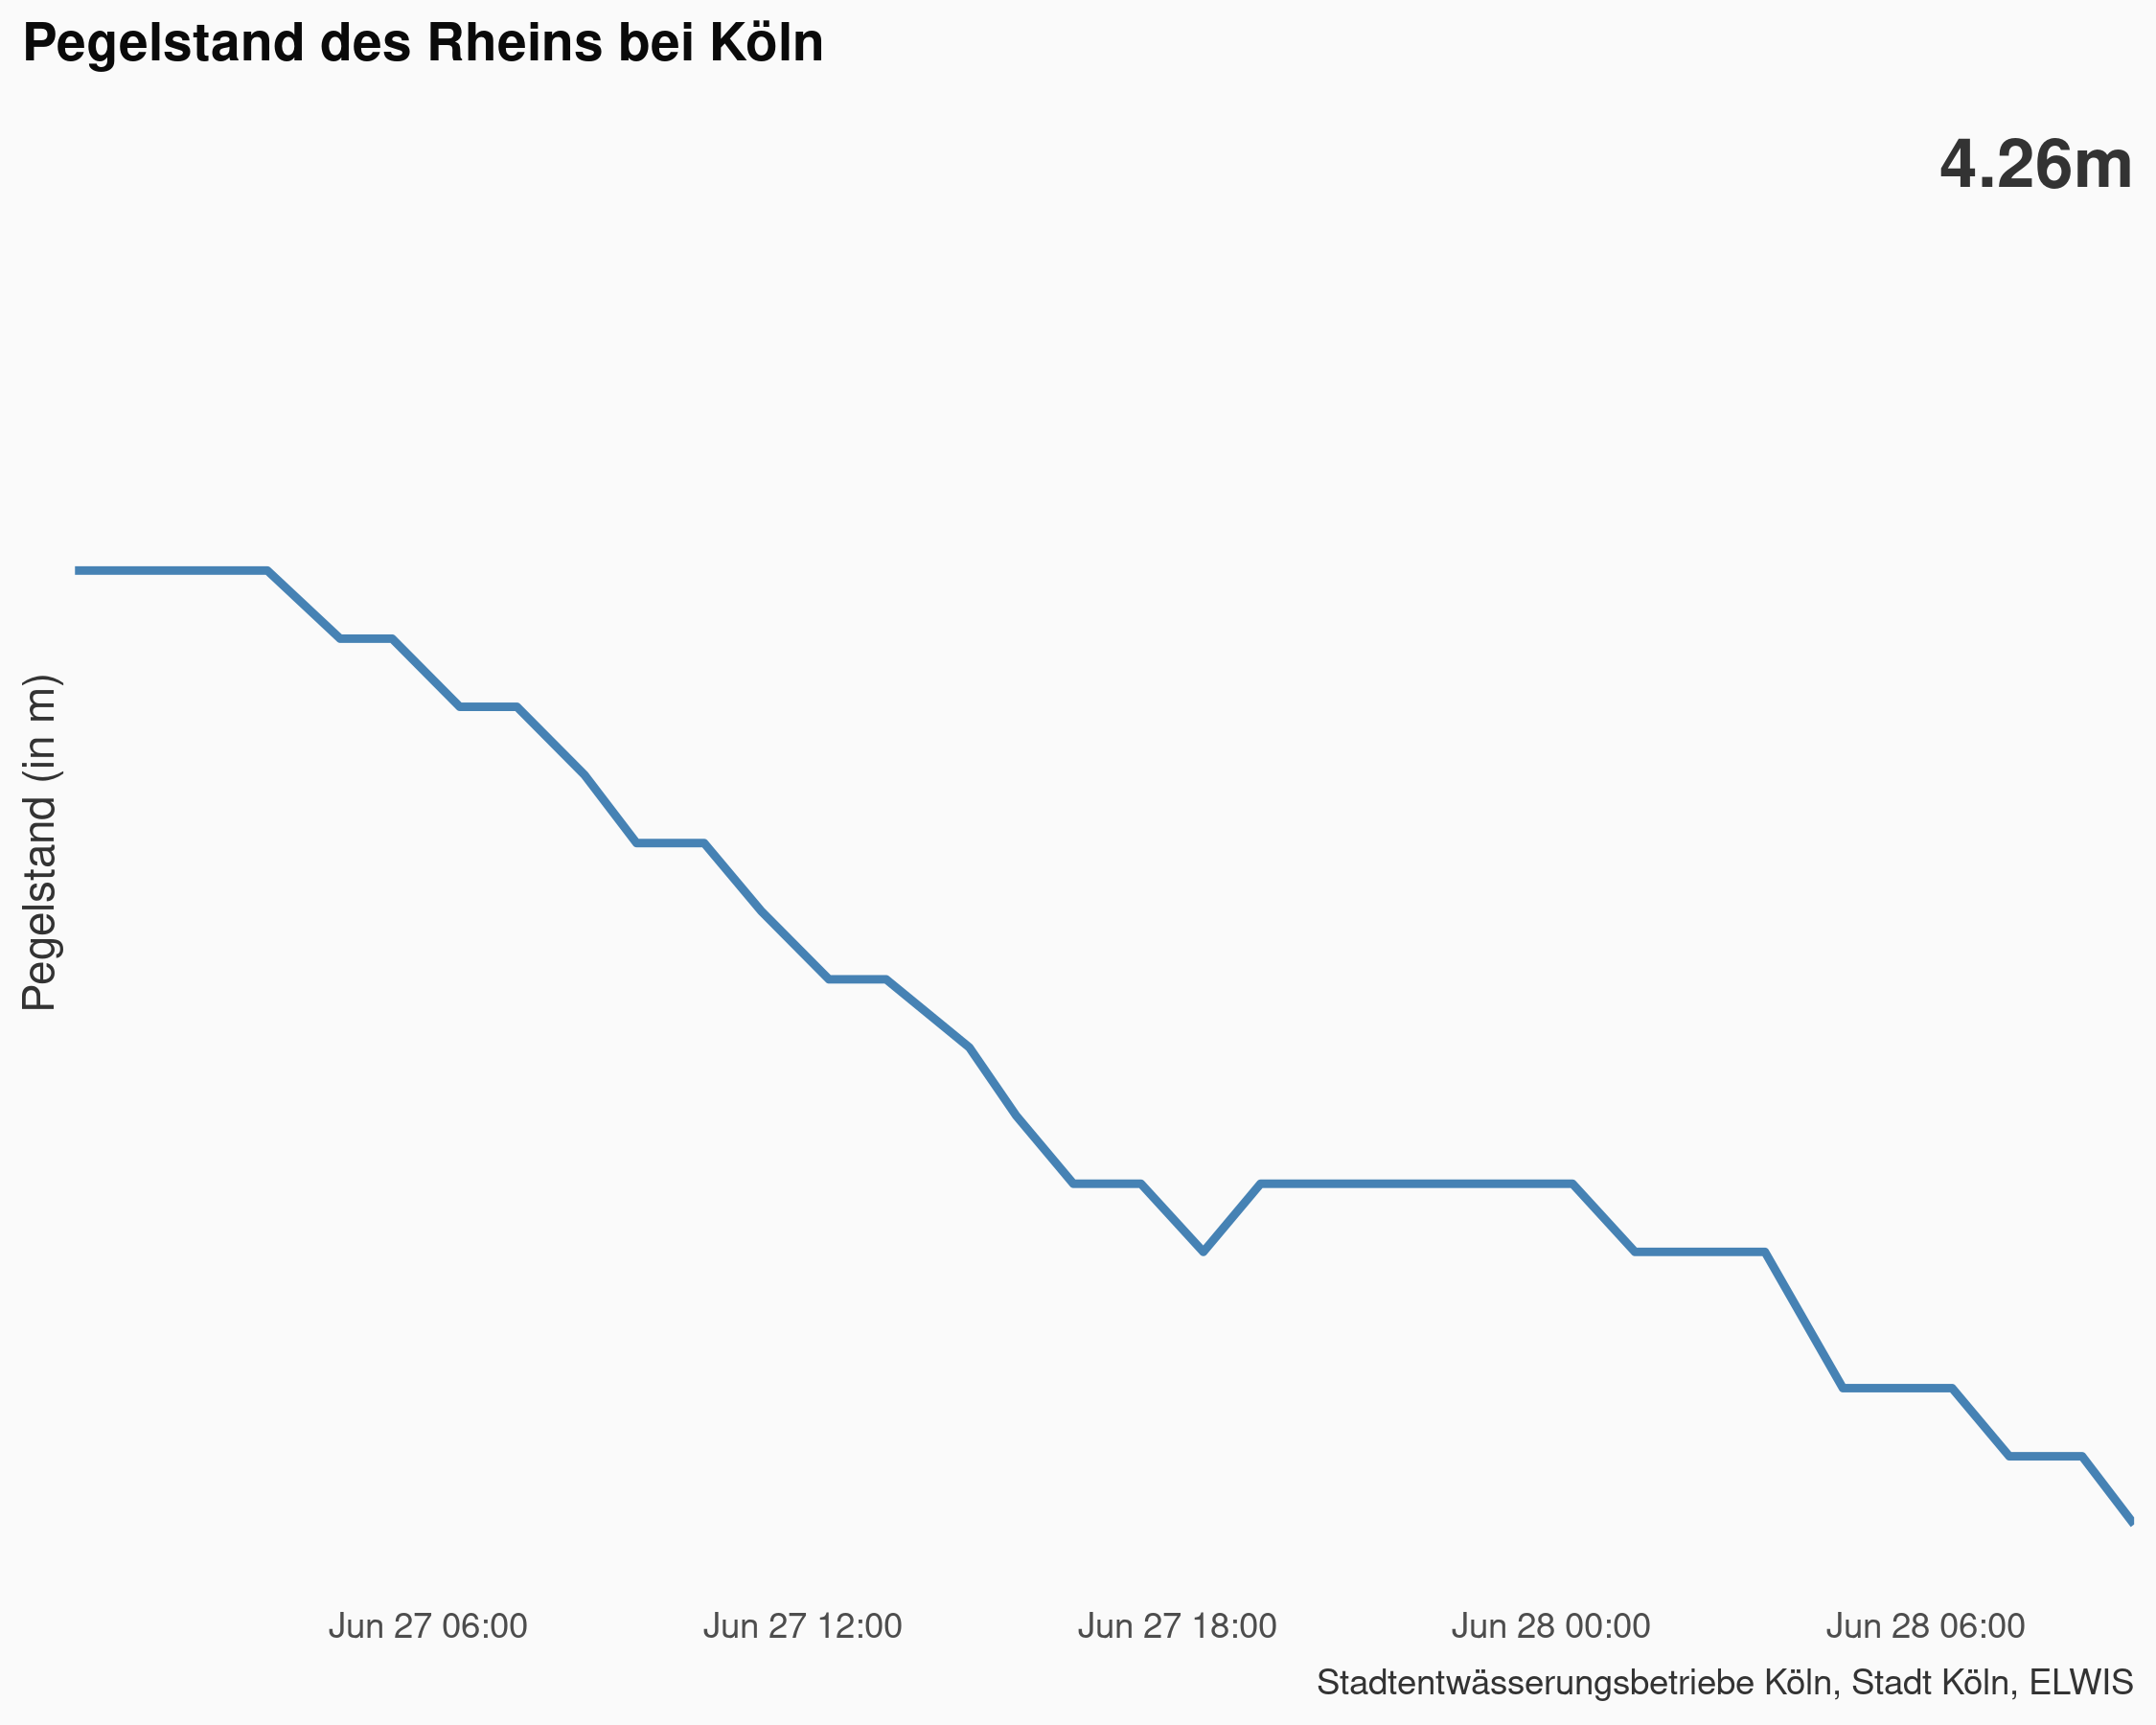 Pegelstand des Rheins bei Köln
4.26m
Pegelstand (in m)
Jun 27 06:00
Jun 27 12:00
Jun 27 18:00
Jun 28 00:00
Jun 28 06:00
Stadtentwässerungsbetriebe Köln, Stadt Köln, ELWIS